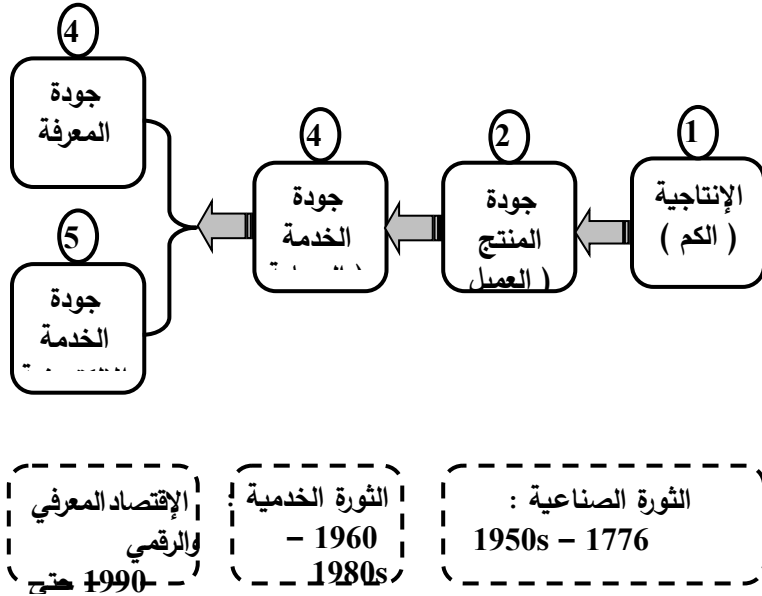 1
الإنتاجية
( الكم )
2
جودة
المنتج
( العميل
4
جودة
الخدمة
4
جودة
المعرفة
5
جودة
الخدمة
الثورة الصناعية :
1776 – 1950s
الثورة الخدمية :
1960 –
1980s
الإقتصاد المعرفي
والرقمي
1990 حتى